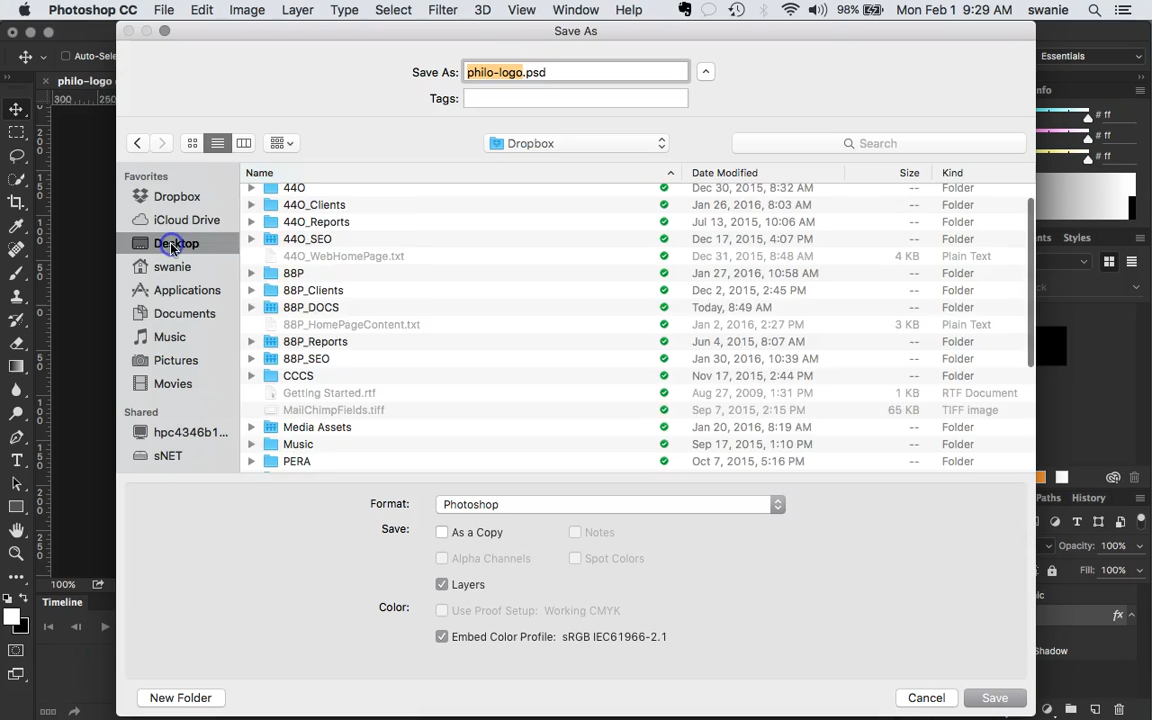 Photoshop CC File Edit Image Layer Type Select Filter 3D View Window Help 98% Mon Feb 1 9:29 AM swanie
Save As
Auto-Sele Essentials
Save As: philo-logo.psd
philo-logo
Tags:
300 250
nfo
# ff
# ff
# ff
Dropbox Search
Favorites Name Date Modified Size Kind
44O Dec 30, 2015, 8:32 AM -- Folder
Dropbox 44O_Clients Jan 26, 2016, 8:03 AM -- Folder
iCloud Drive 44O_Reports Jul 13, 2015, 10:06 AM -- Folder
Desktop 44O_SEO Dec 17, 2015, 4:07 PM -- Folder
ants Styles
44O_WebHomePage.txt Dec 31, 2015, 8:48 AM 4 KB Plain Text
swanie 88P Jan 27, 2016, 10:58 AM -- Folder
Applications 88P_Clients Dec 2, 2015, 2:45 PM -- Folder
Documents 88P_DOCS Today, 8:49 AM -- Folder
88P_HomePageContent.txt Jan 2, 2016, 2:27 PM 3 KB Plain Text
Music 88P_Reports Jun 4, 2015, 8:07 AM -- Folder
Pictures 88P_SEO Jan 30, 2016, 10:39 AM -- Folder
Movies CCCS Nov 17, 2015, 2:44 PM -- Folder
Getting Started.rtf Aug 27, 2009, 1:31 PM 1 KB RTF Document
Shared MailChimpFields.tiff Sep 7, 2015, 2:15 PM 65 KB TIFF image
hpc4346b1... Media Assets Jan 20, 2016, 8:19 AM -- Folder
Music Sep 17, 2015, 1:10 PM -- Folder
sNET PERA Oct 7, 2015, 5:16 PM -- Folder
Paths History
Format: Photoshop
Save: As a Copy Notes
Opacity: 100%
Alpha Channels Spot Colors
Fill: 100%
100% Layers
Timeline
Color: Use Proof Setup: Working CMYK
fx
Embed Color Profile: sRGB IEC61966-2.1
Shadow
New Folder Cancel Save